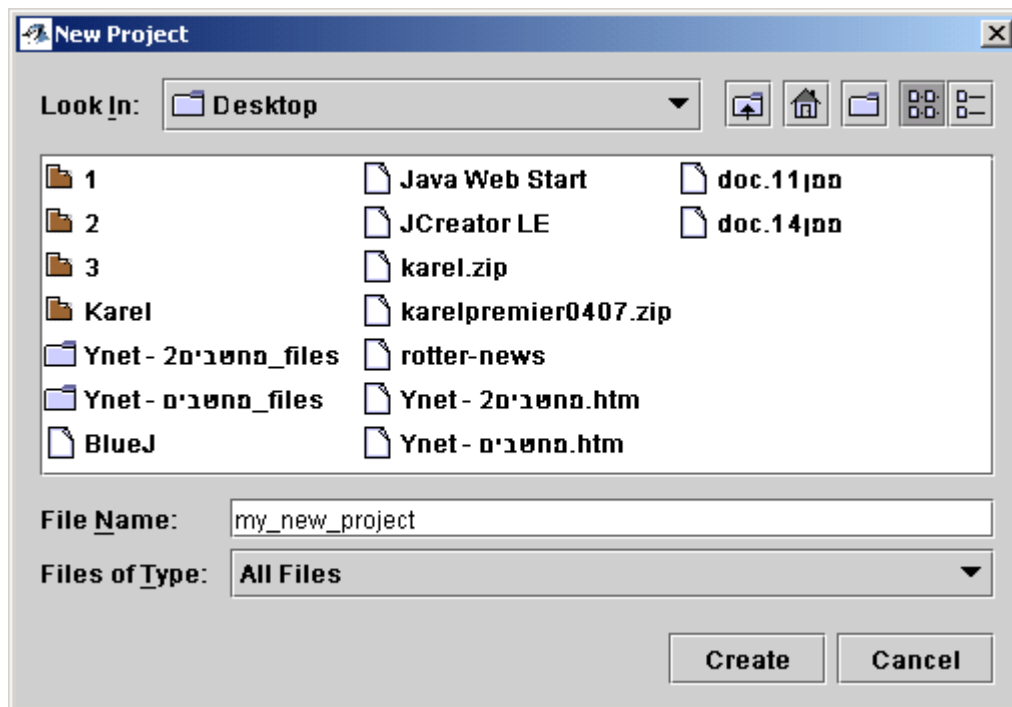 New Project
Look In:
Desktop
1
2
3
Karel
Ynet - 2מחשבים_files
Ynet - מחשבים_files
BlueJ
Java Web Start
JCreator LE
karel.zip
karelpremier0407.zip
rotter-news
Ynet - 2מחשבים.htm
Ynet - מחשבים.htm
ממן11.doc
ממן14.doc
File Name:
my_new_project
Files of Type:
All Files
Create
Cancel